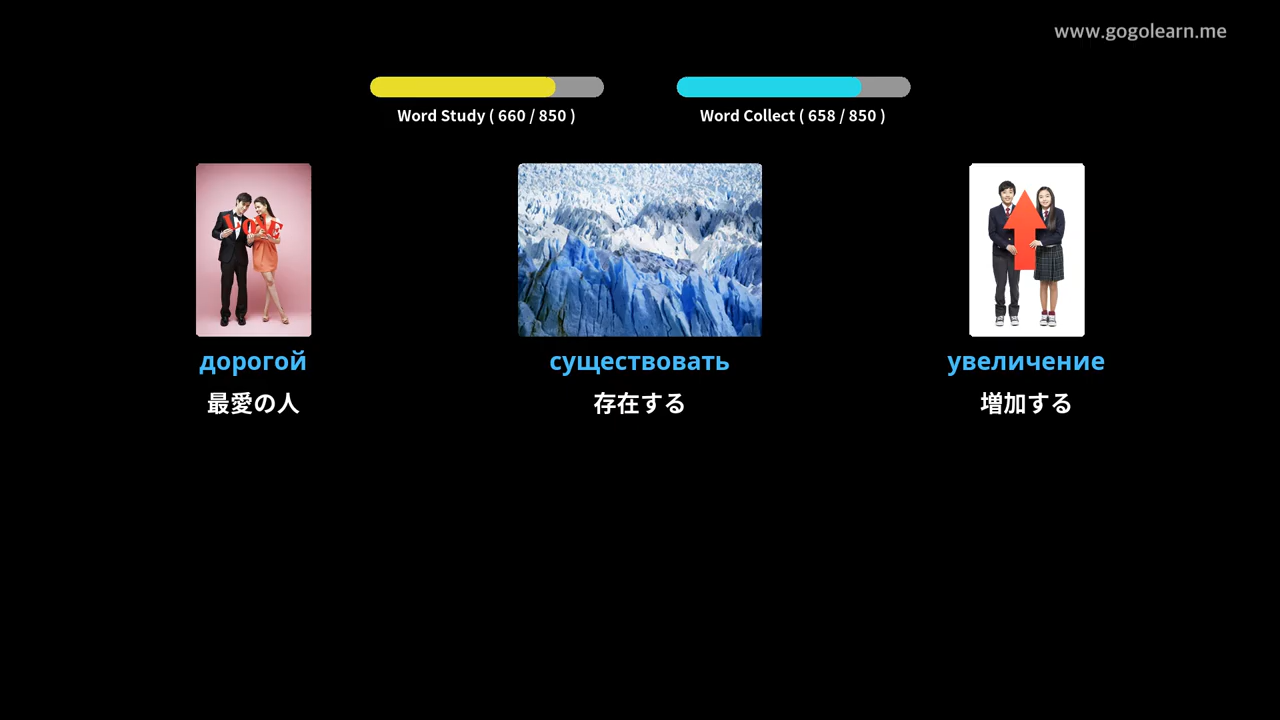 www.gogolearn.me
Word Study ( 660 / 850 )
Word Collect ( 658 / 850 )
LOVE
дорогой
существовать
увеличение
最愛の人
存在する
増加する